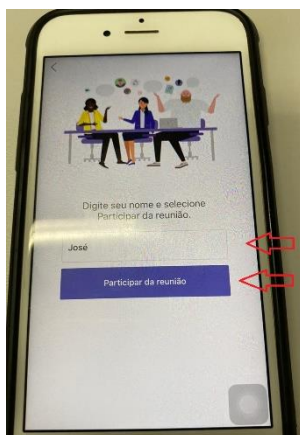 Digite seu nome e selecione
Participar da reunião.
José
Participar da reunião